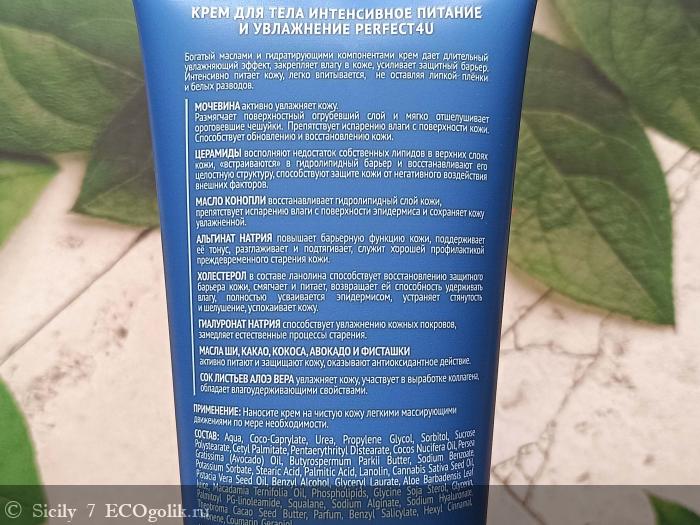 КРЕМ ДЛЯ ТЕЛА ИНТЕНСИВНОЕ ПИТАНИЕ
И УВЛАЖНЕНИЕ PERFECT4U
Богатый маслами и гидратирующими компонентами крем дает длительный
увлажняющий эффект, закрепляет влагу в коже, усиливает защитный барьер.
Интенсивно питает кожу, легко впитывается, не оставляя липкой плёнки
и белых разводов.
МОЧЕВИНА активно увлажняет кожу.
Размягчает поверхностный огрубевший слой и мягко отшелушивает
ороговевшие чешуйки. Препятствует испарению влаги с поверхности кожи.
Способствует обновлению и восстановлению кожи.
ЦЕРАМИДЫ восполняют недостаток собственных липидов в верхних слоях
кожи, «встраиваются» в гидролипидный барьер и восстанавливают его
целостную структуру, способствуют защите кожи от негативного воздействия
внешних факторов.
МАСЛО КОНОПЛИ восстанавливает гидролипидный слой кожи,
препятствует испарению влаги с поверхности эпидермиса и сохраняет кожу
увлажненной.
АЛЬГИНАТ НАТРИЯ повышает барьерную функцию кожи, поддерживает
её тонус, разглаживает и подтягивает, служит хорошей профилактикой
преждевременного старения кожи.
ХОЛЕСТЕРОЛ в составе ланолина способствует восстановлению защитного
барьера кожи, смягчает и питает, возвращает ей способность удерживать
влагу, полностью усваивается эпидермисом, устраняет стянутость
и шелушение, успокаивает кожу.
ГИАЛУРОНАТ НАТРИЯ способствует увлажнению кожных покровов,
замедляет естественные процессы старения.
МАСЛА ШИ, КАКАО, КОКОСА, АВОКАДО И ФИСТАШКИ
активно питают и защищают кожу, оказывают антиоксидантное действие.
СОК ЛИСТЬЕВ АЛОЭ ВЕРА увлажняет кожу, участвует в выработке коллагена,
обладает влагоудерживающими свойствами.
ПРИМЕНЕНИЕ: Наносите крем на чистую кожу легкими массирующими
движениями по мере необходимости.
СОСТАВ: Aqua, Coco-Caprylate, Urea, Propylene Glycol, Sorbitol, Sucrose
Polystearate, Cetyl Palmitate, Pentaerythrityl Distearate, Cocos Nucifera Oil, Persea
Gratissima (Avocado) Oil, Butyrospermum Parkii Butter, Sodium Benzoate,
Potassium Sorbate, Stearic Acid, Palmitic Acid, Lanolin, Cannabis Sativa Seed Oil,
Pistacia Vera Seed Oil, Benzyl Alcohol, Glyceryl Laurate, Aloe Barbadensis Leaf
Juice, Macadamia Ternifolia Oil, Phospholipids, Glycine Soja Sterol, Glycerin,
Palmitoyl PG-linoleamide, Squalane, Sodium Alginate, Sodium Hyaluronate,
Theobroma Cacao Seed Butter, Parfum, Benzyl Salicylate, Hexyl Cinnamal,
Coumarin Geraniol
© Sicily 7 ECOgolik.ru